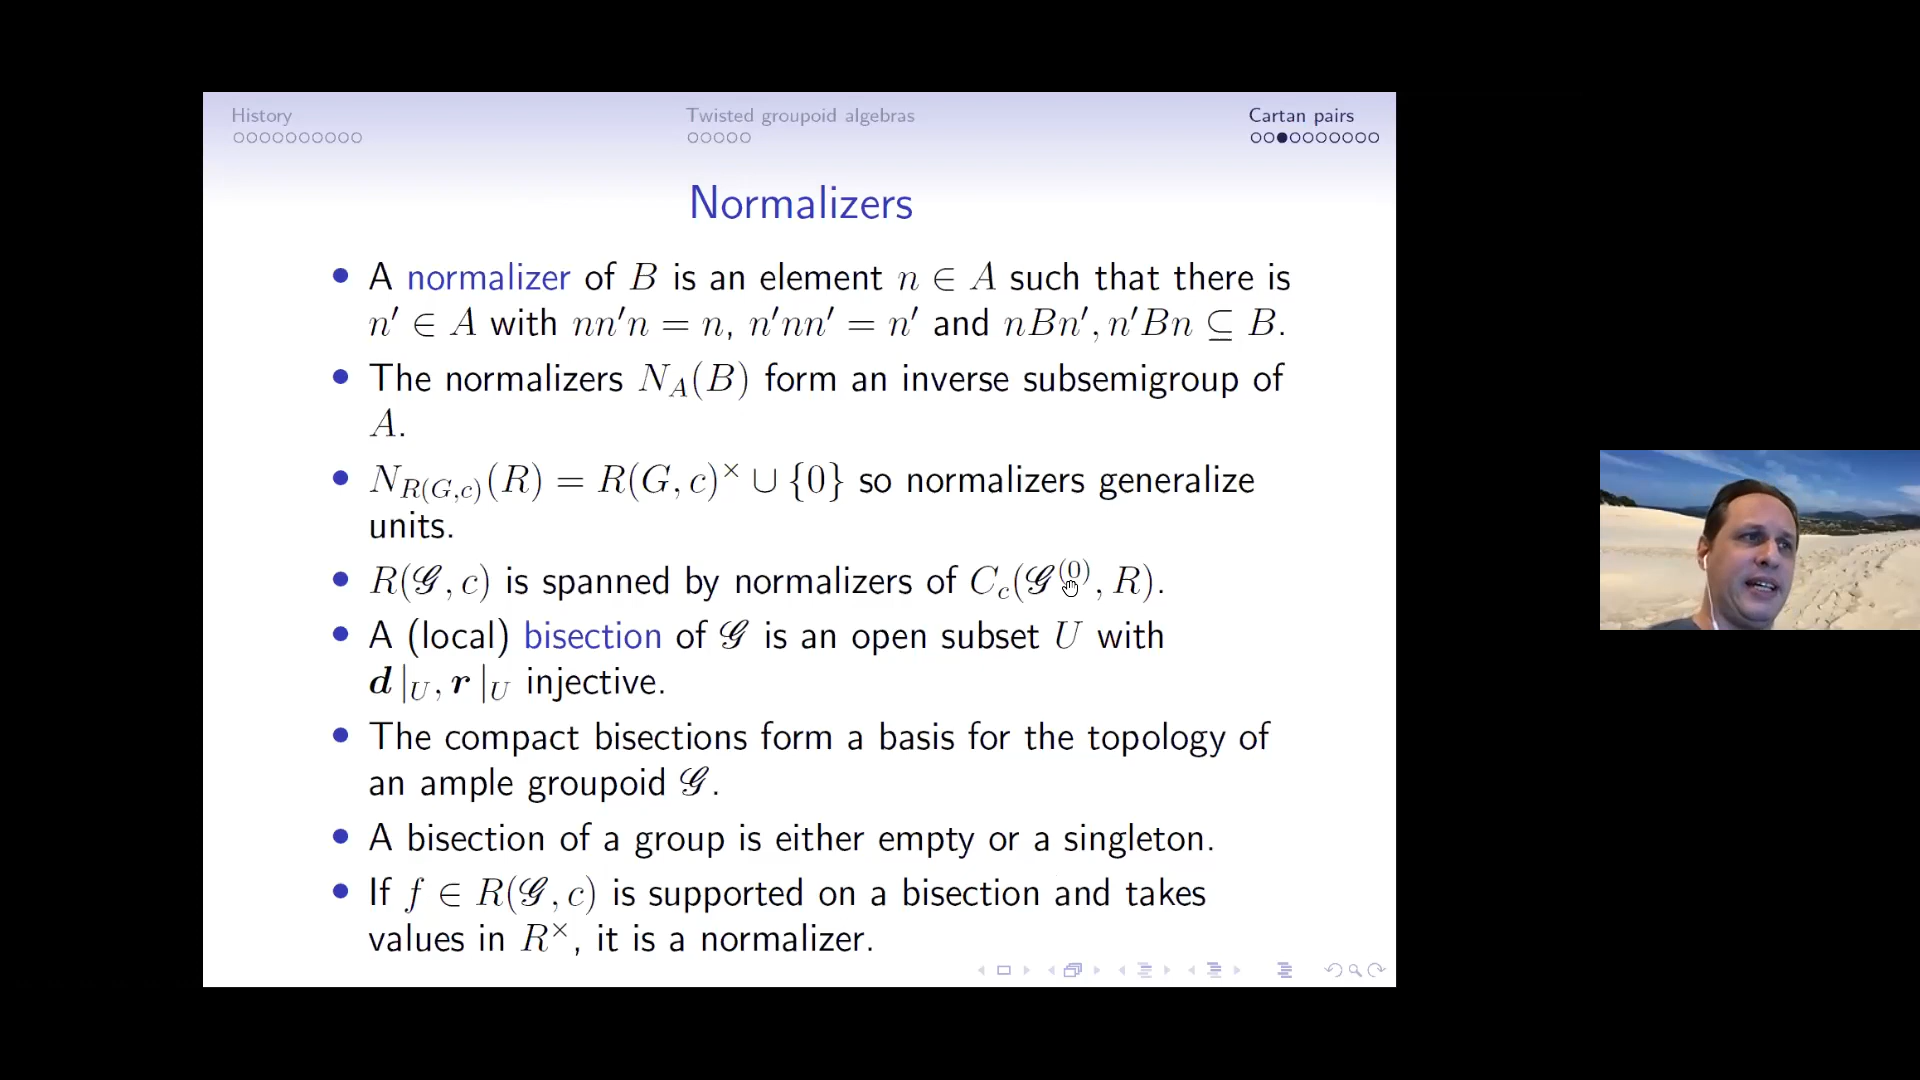 History Twisted groupoid algebras Cartan pairs
Normalizers
• A normalizer of B is an element n ∈ A such that there is
n′ ∈ A with nn′n = n, n′nn′ = n′ and nBn′, n′Bn ⊆ B.
• The normalizers N_A(B) form an inverse subsemigroup of
A.
• N_{R(G,c)}(R) = R(G, c)^× ∪ {0} so normalizers generalize
units.
• R(𝒢, c) is spanned by normalizers of C_c(𝒢^{(0)}, R).
• A (local) bisection of 𝒢 is an open subset U with
d|_U, r|_U injective.
• The compact bisections form a basis for the topology of
an ample groupoid 𝒢.
• A bisection of a group is either empty or a singleton.
• If f ∈ R(𝒢, c) is supported on a bisection and takes
values in R^×, it is a normalizer.